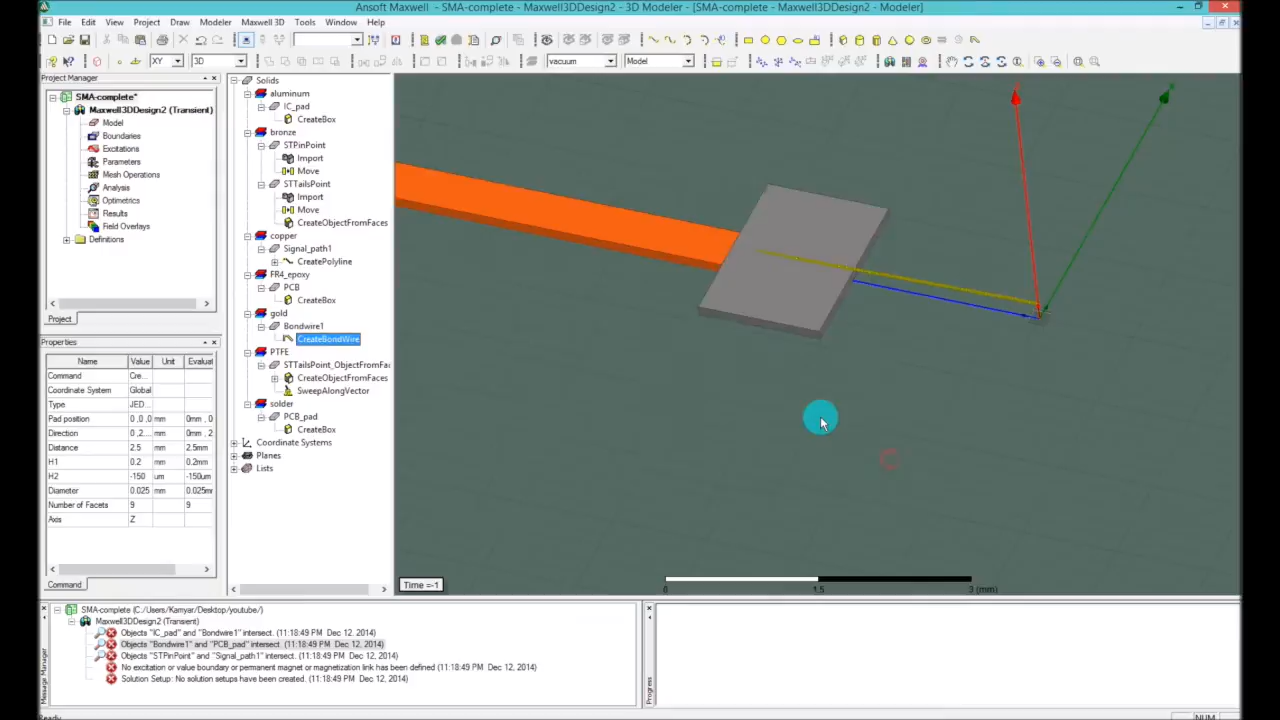 Ansoft Maxwell - SMA-complete - Maxwell3DDesign2 - 3D Modeler - [SMA-complete - Maxwell3DDesign2 - Modeler]
File Edit View Project Draw Modeler Maxwell 3D Tools Window Help
XY 3D vacuum Model
Project Manager
SMA-complete*
Maxwell3DDesign2 (Transient)
Model
Boundaries
Excitations
Parameters
Mesh Operations
Analysis
Optimetrics
Results
Field Overlays
Definitions
Project
Properties
Name Value Unit Evaluat
Command Cre...
Coordinate System Global
Type JED...
Pad position 0 ,0 ,0 mm 0mm , 0
Direction 0 ,2.... mm 0mm , 2
Distance 2.5 mm 2.5mm
H1 0.2 mm 0.2mm
H2 -150 um -150um
Diameter 0.025 mm 0.025mm
Number of Facets 9 9
Axis Z
Command
Solids
aluminum
IC_pad
CreateBox
bronze
STPinPoint
Import
Move
STTailsPoint
Import
Move
CreateObjectFromFaces
copper
Signal_path1
CreatePolyline
FR4_epoxy
PCB
CreateBox
gold
Bondwire1
CreateBondWire
PTFE
STTailsPoint_ObjectFromFa
CreateObjectFromFaces
SweepAlongVector
solder
PCB_pad
CreateBox
Coordinate Systems
Planes
Lists
Time =-1
0 1.5 3 (mm)
Message Manager
SMA-complete (C:/Users/Kamyar/Desktop/youtube/)
Maxwell3DDesign2 (Transient)
Objects "IC_pad" and "Bondwire1" intersect. (11:18:49 PM Dec 12, 2014)
Objects "Bondwire1" and "PCB_pad" intersect. (11:18:49 PM Dec 12, 2014)
Objects "STPinPoint" and "Signal_path1" intersect. (11:18:49 PM Dec 12, 2014)
No excitation or value boundary or permanent magnet or magnetization link has been defined (11:18:49 PM Dec 12, 2014)
Solution Setup: No solution setups have been created. (11:18:49 PM Dec 12, 2014)
Progress
Ready
NUM